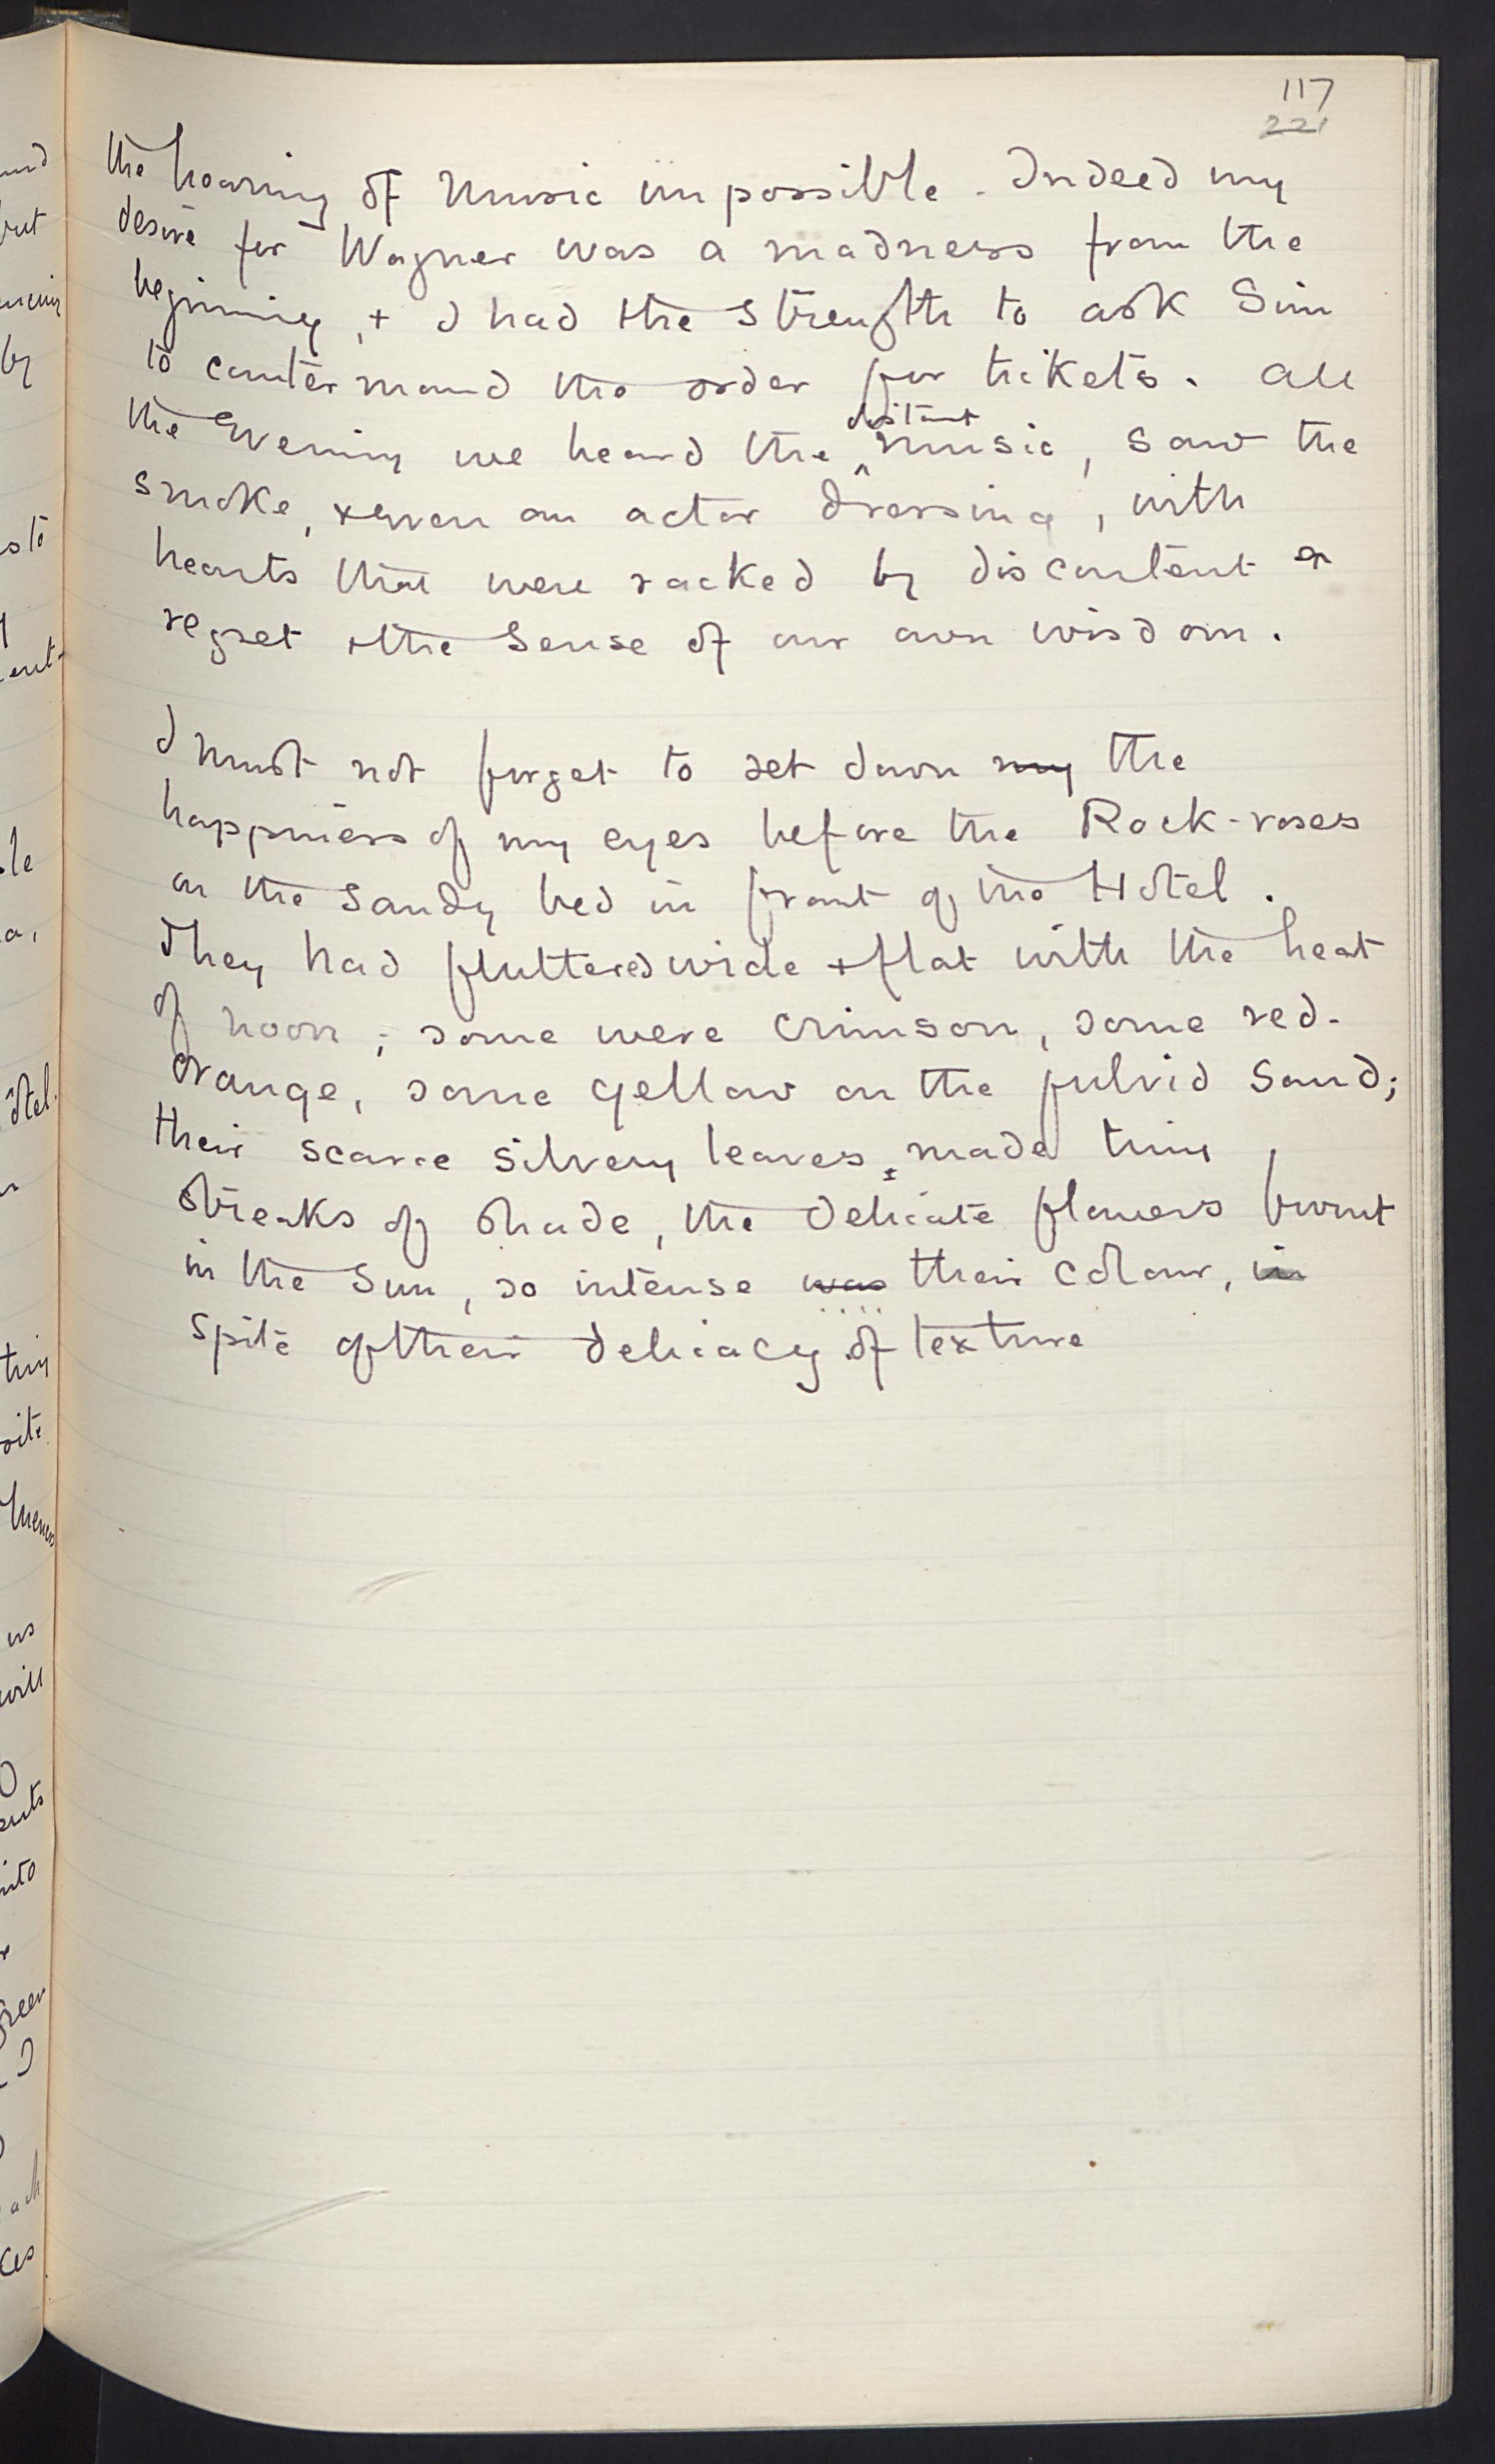 117
221
the hearing of Music impossible. Indeed my
desire for Wagner was a madness from the
beginning, + I had the strength to ask Sim
to countermand the order for tickets. All
distant
the Evening we heard the ^ music, saw the
smoke, + even an actor dressing, with
hearts that were racked by discontent &
regret + the sense of our own wisdom.
I must not forget to set down my the
happiness of my eyes before the Rock-roses
on the sandy bed in front of the Hotel.
They had fluttered wide + flat with the heat
of noon; some were crimson, some red-
orange, some yellow on the fulvid sand;
their scarce silvery leaves made tiny
streaks of shade, the delicate flowers burnt
in the sun, so intense was their colour, in
spite of their delicacy of texture